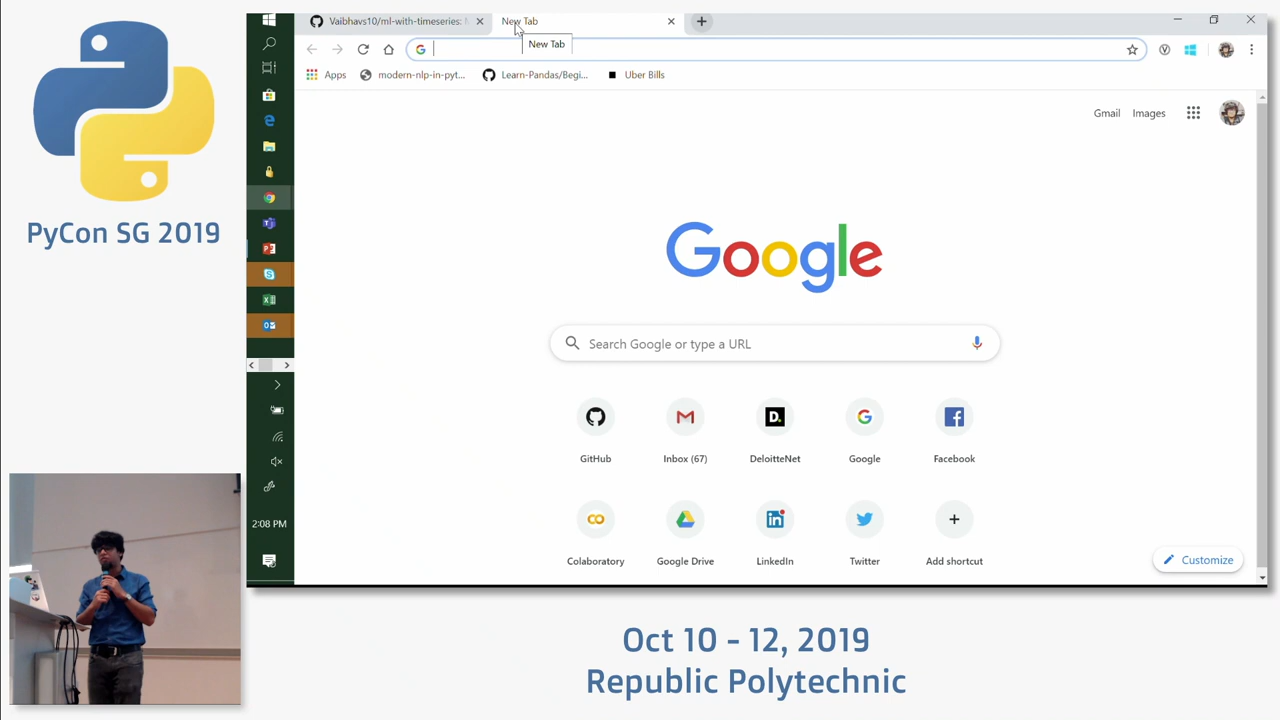 PyCon SG 2019
Vaibhavs10/ml-with-timeseries:
New Tab
New Tab
Apps
modern-nlp-in-pyt...
Learn-Pandas/Begi...
Uber Bills
Gmail
Images
Google
Search Google or type a URL
GitHub
Inbox (67)
DeloitteNet
Google
Facebook
Colaboratory
Google Drive
LinkedIn
Twitter
Add shortcut
Customize
2:08 PM
Oct 10 - 12, 2019
Republic Polytechnic